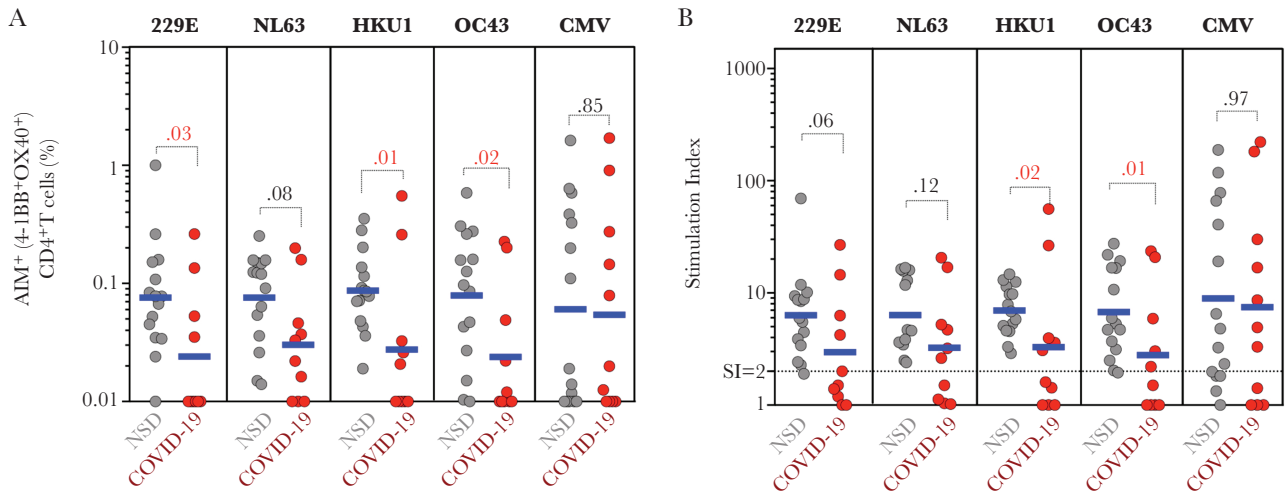 A
229E NL63 HKU1 OC43 CMV
10
1
0.1
0.01
AIM⁺ (4-1BB⁺OX40⁺)
CD4⁺T cells (%)
.03
.08
.01
.02
.85
NSD COVID-19 NSD COVID-19 NSD COVID-19 NSD COVID-19 NSD COVID-19
B
229E NL63 HKU1 OC43 CMV
1000
100
10
SI=2
1
Stimulation Index
.06
.12
.02
.01
.97
NSD COVID-19 NSD COVID-19 NSD COVID-19 NSD COVID-19 NSD COVID-19